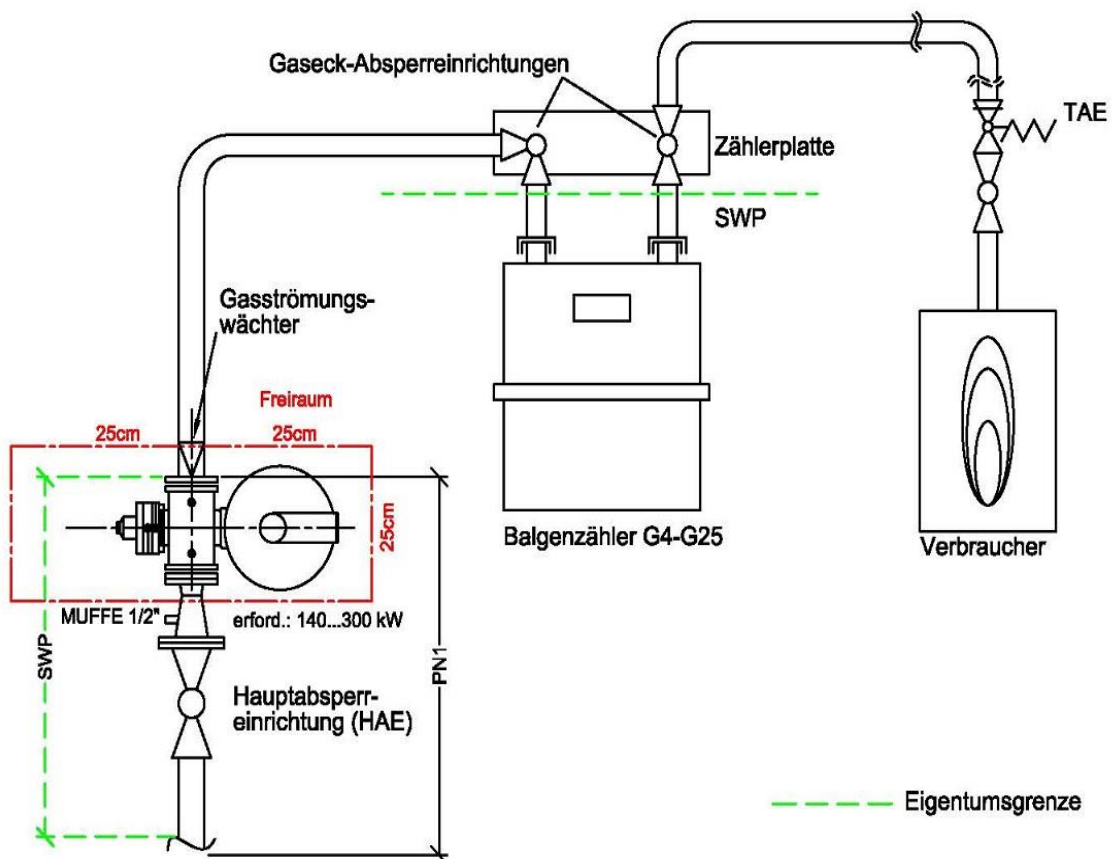 Gaseck-Absperreinrichtungen
TAE
Zählerplatte
SWP
Gasströmungs-
wächter
Freiraum
25cm
25cm
25cm
Balgenzähler G4-G25
Verbraucher
MUFFE 1/2"
erford.: 140...300 kW
SWP
PN1
Hauptabsperr-
einrichtung (HAE)
Eigentumsgrenze